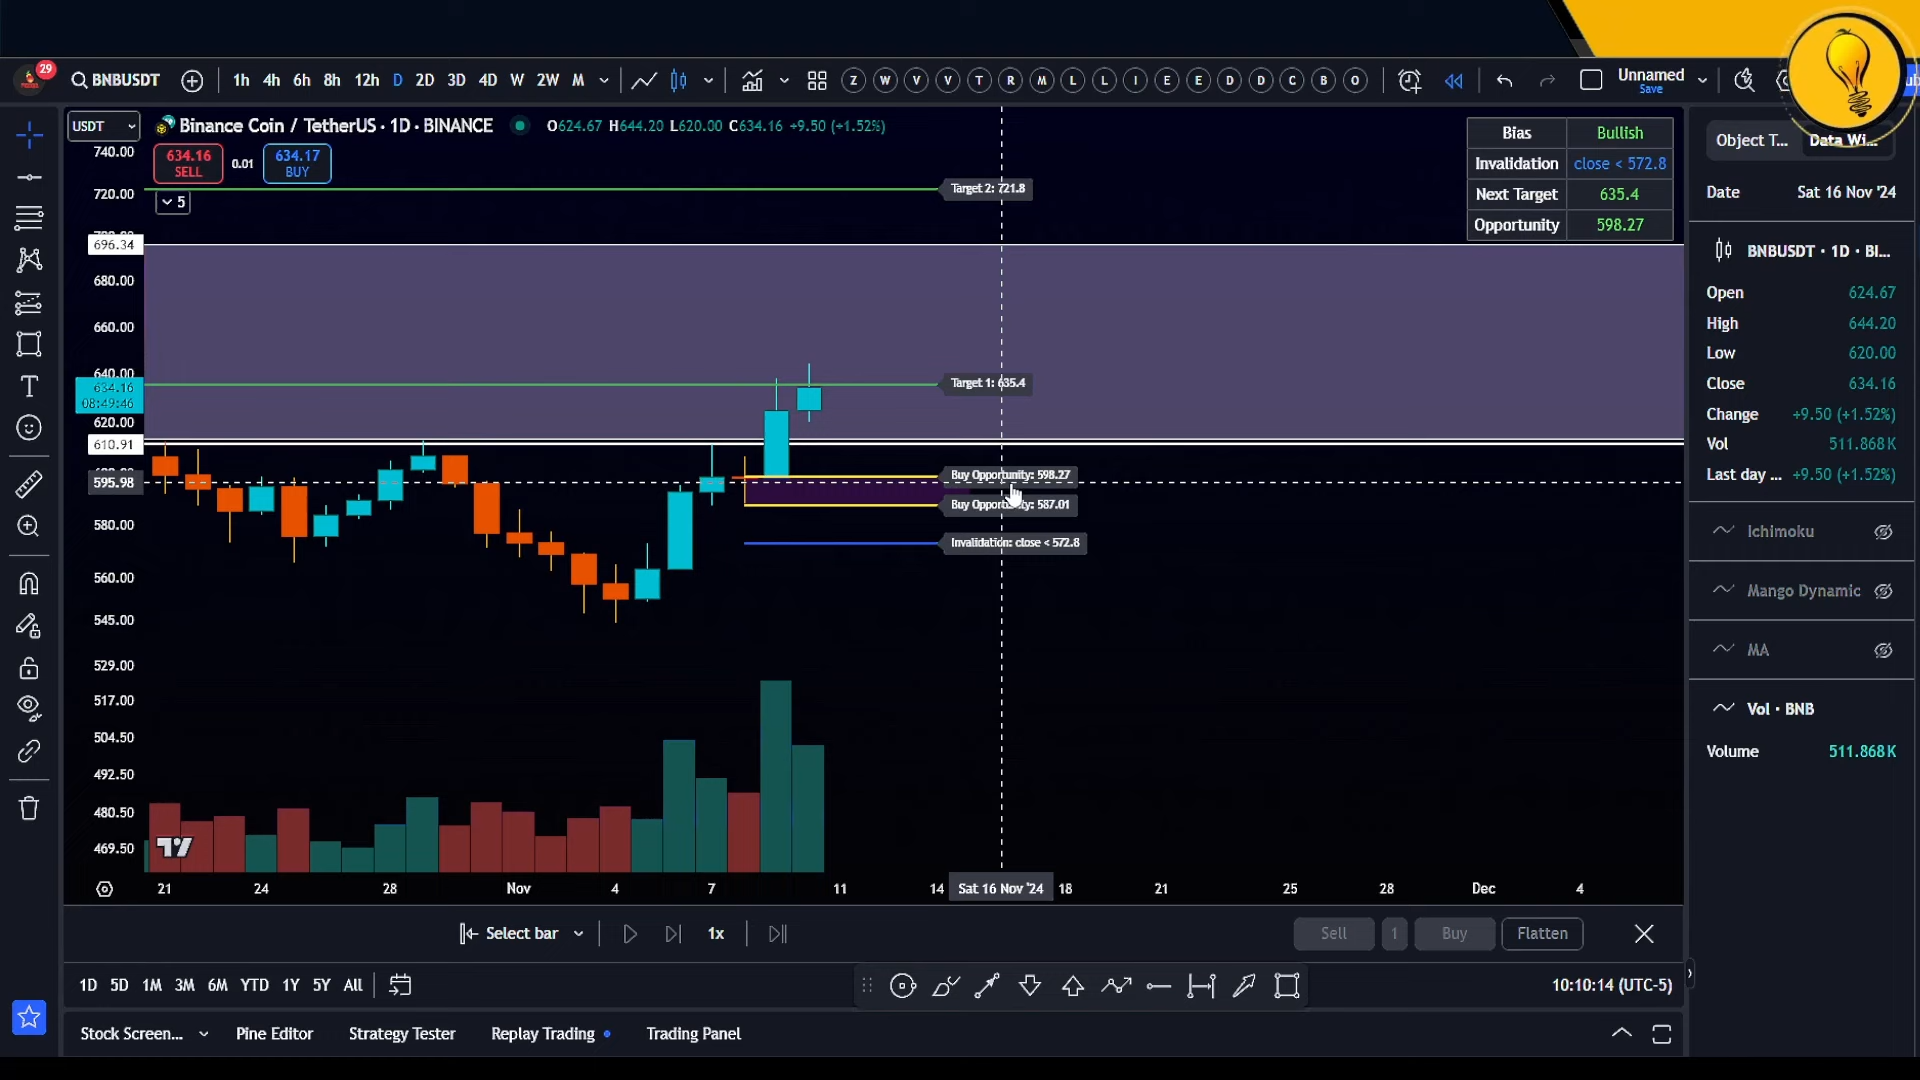 29
BNBUSDT
1h 4h 6h 8h 12h D 2D 3D 4D W 2W M
Z W V V T R M L L I E E D D C B O
Unnamed
Save
USDT
Binance Coin / TetherUS · 1D · BINANCE
O624.67 H644.20 L620.00 C634.16 +9.50 (+1.52%)
634.16
SELL
0.01
634.17
BUY
5
Bias Bullish
Invalidation close < 572.8
Next Target 635.4
Opportunity 598.27
740.00
720.00
696.34
680.00
660.00
640.00
634.16
08:49:46
620.00
610.91
595.98
580.00
560.00
545.00
529.00
517.00
504.50
492.50
480.50
469.50
Target 2: 721.8
Target 1: 635.4
Buy Opportunity: 598.27
Buy Opportunity: 587.01
Invalidation: close < 572.8
21 24 28 Nov 4 7 11 14 Sat 16 Nov '24 18 21 25 28 Dec 4
Select bar
1x
Sell
1
Buy
Flatten
1D 5D 1M 3M 6M YTD 1Y 5Y All
10:10:14 (UTC-5)
Stock Screen...
Pine Editor
Strategy Tester
Replay Trading
Trading Panel
Object T...
Data Wi...
Date Sat 16 Nov '24
BNBUSDT · 1D · BI...
Open 624.67
High 644.20
Low 620.00
Close 634.16
Change +9.50 (+1.52%)
Vol 511.868K
Last day ... +9.50 (+1.52%)
Ichimoku
Mango Dynamic
MA
Vol · BNB
Volume 511.868K